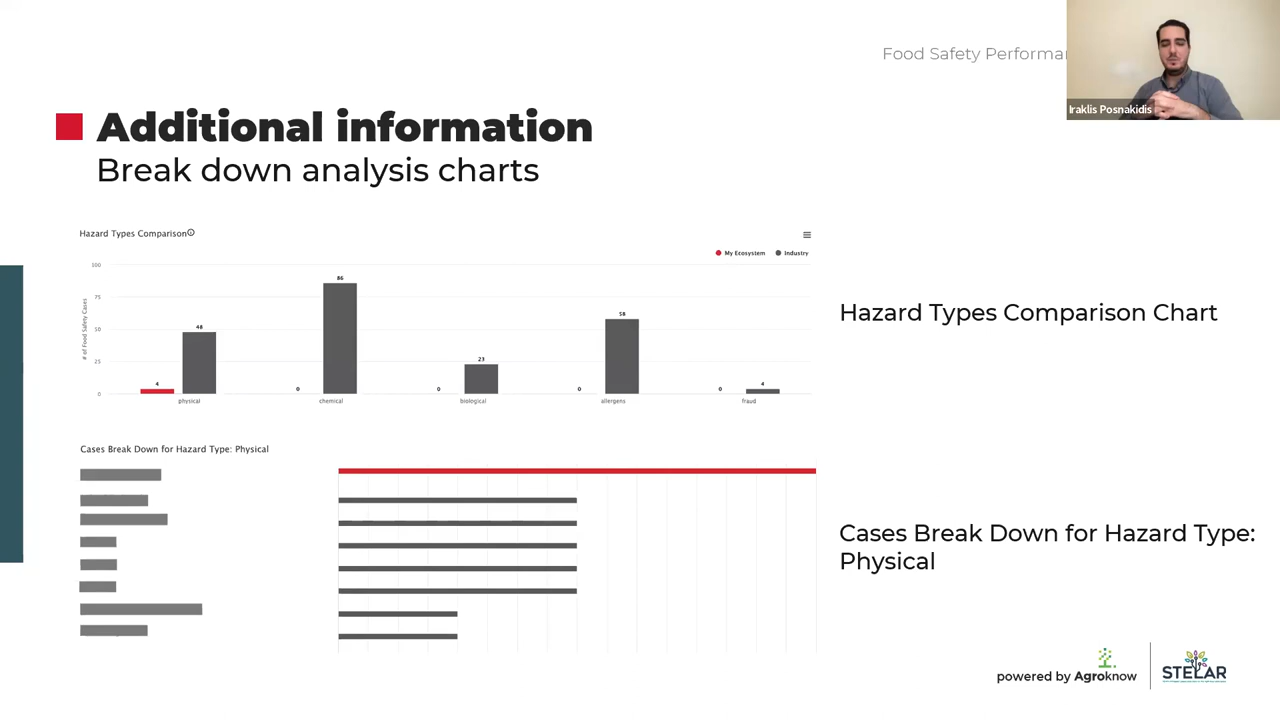 Food Safety Performa
Iraklis Posnakidis
Additional information
Break down analysis charts
Hazard Types Comparison
My Ecosystem
Industry
# of Food Safety Cases
100
75
50
25
0
4
48
0
86
0
23
0
58
0
4
physical
chemical
biological
allergens
fraud
Hazard Types Comparison Chart
Cases Break Down for Hazard Type: Physical
Cases Break Down for Hazard Type:
Physical
powered by Agroknow
STELAR